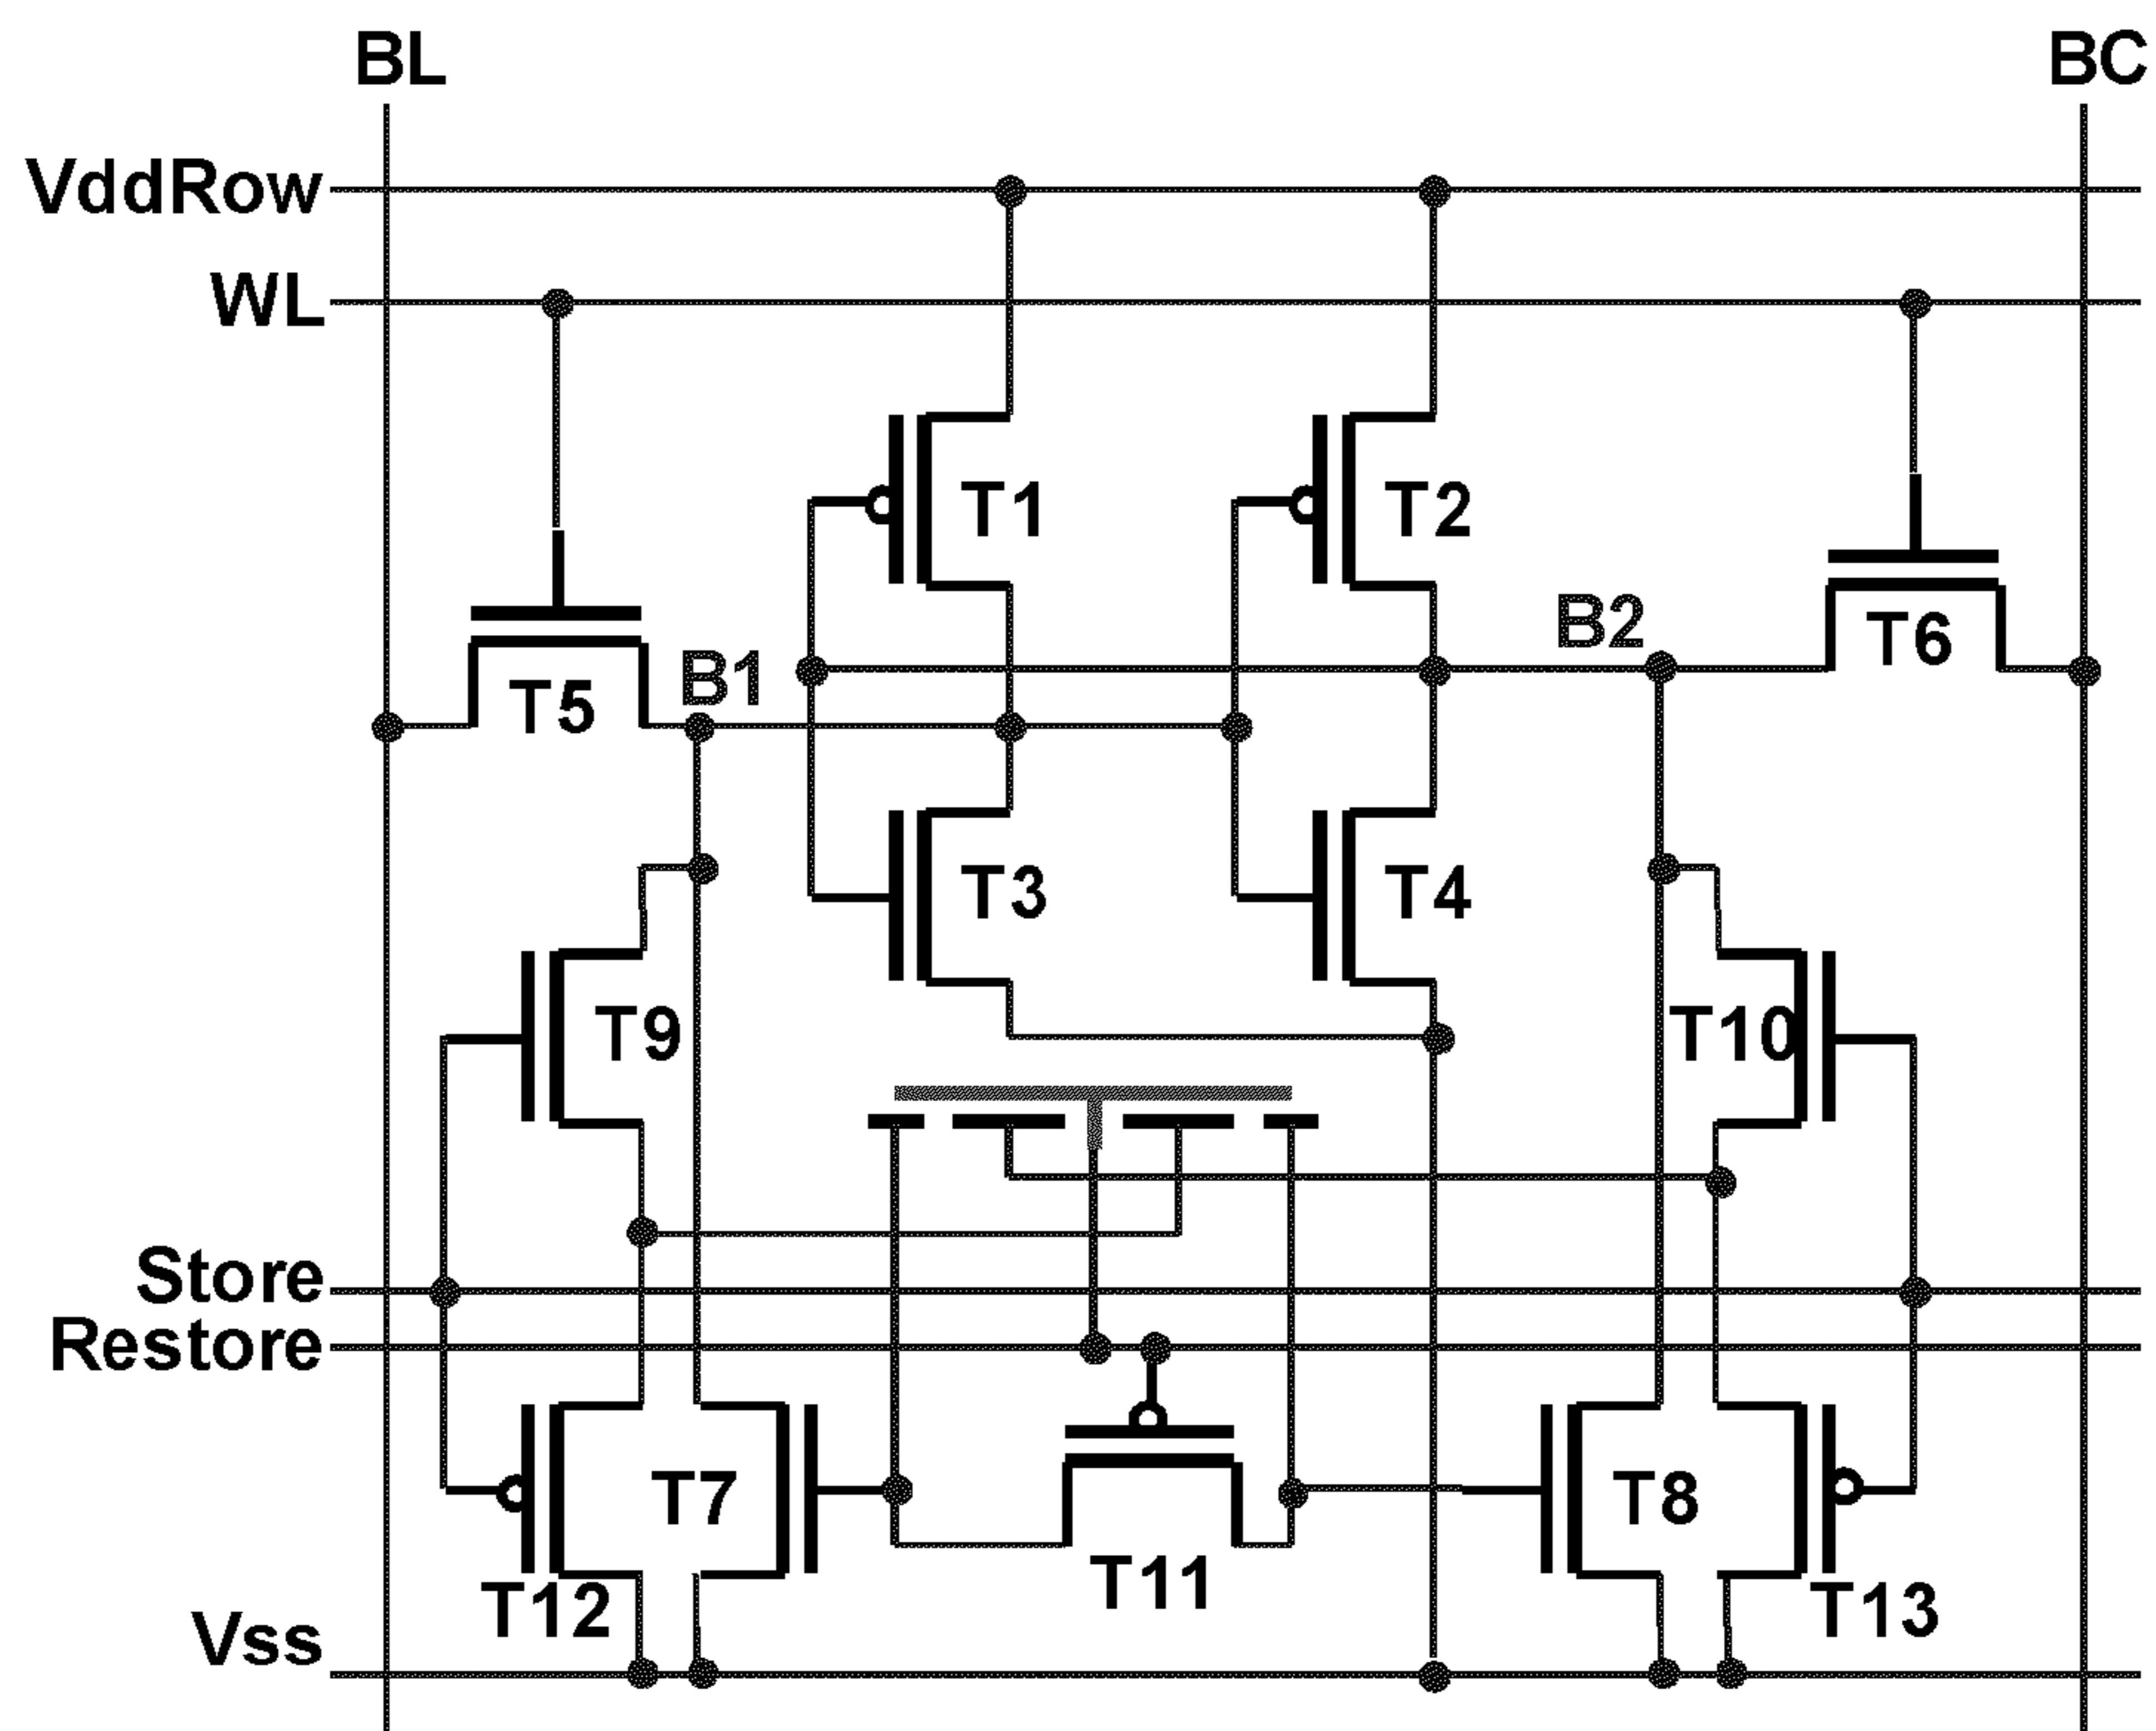 BL
BC
VddRow
WL
T1
T2
B2
T6
B1
T5
T3
T4
T9
T10
Store
Restore
T7
T8
T11
T12
T13
Vss